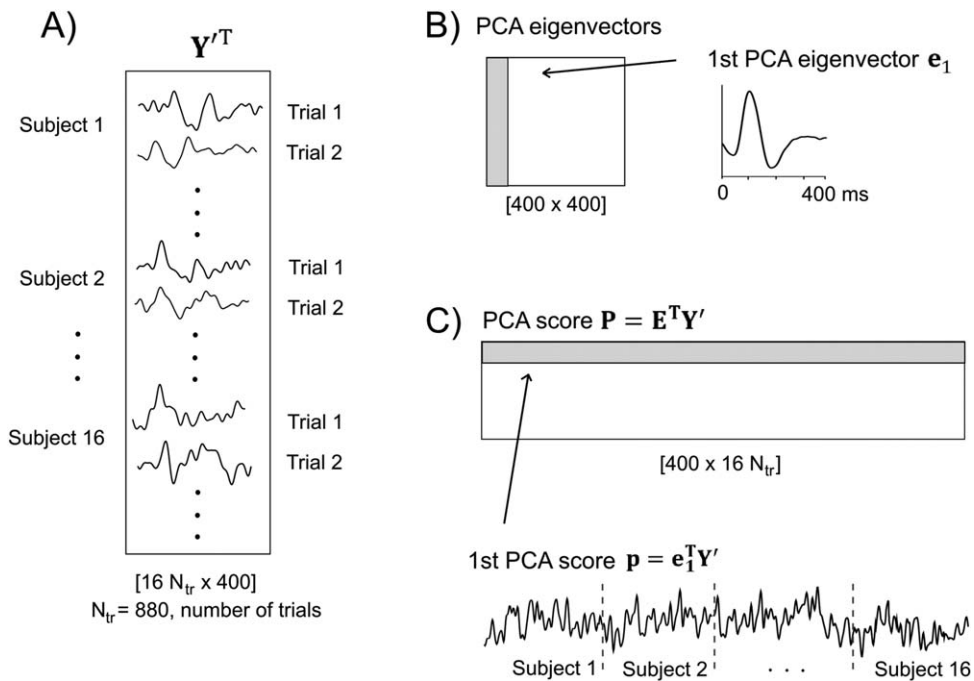 A)
Y′ᵀ
Subject 1
Trial 1
Trial 2
Subject 2
Trial 1
Trial 2
Subject 16
Trial 1
Trial 2
[16 Nₜᵣ x 400]
Nₜᵣ = 880, number of trials
B) PCA eigenvectors
1st PCA eigenvector e₁
[400 x 400]
0 400 ms
C) PCA score P = EᵀY′
[400 x 16 Nₜᵣ]
1st PCA score p = e₁ᵀY′
Subject 1 Subject 2 . . . Subject 16